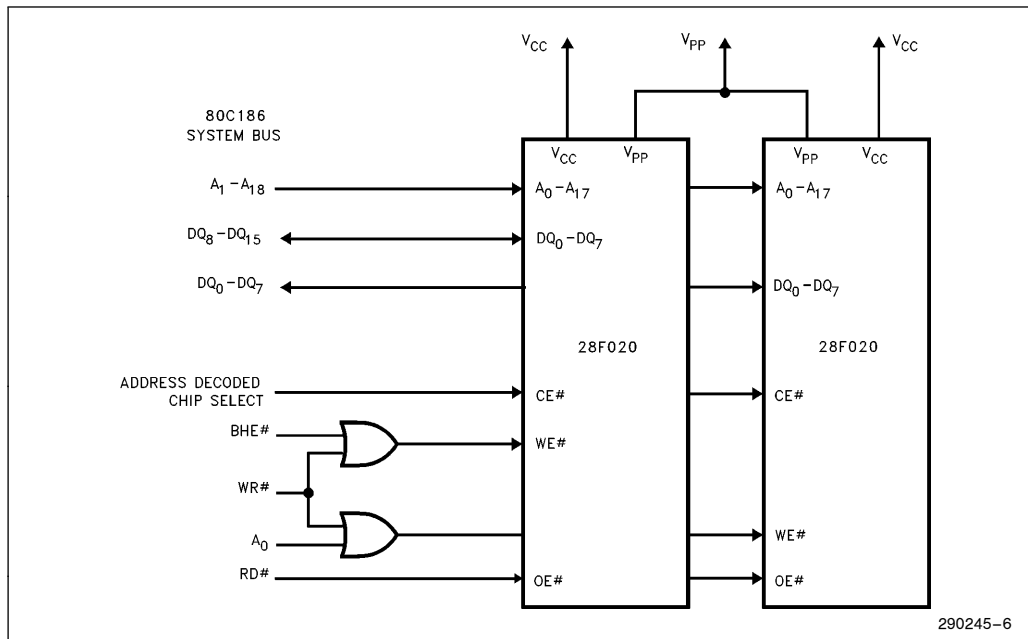 V_CC V_PP V_CC
80C186
SYSTEM BUS
V_CC V_PP V_PP V_CC
A_1–A_18 A_0–A_17 A_0–A_17
DQ_8–DQ_15 DQ_0–DQ_7
DQ_0–DQ_7 DQ_0–DQ_7
28F020 28F020
ADDRESS DECODED
CHIP SELECT
CE# CE#
BHE#
WE#
WR#
A_0 WE#
RD# OE# OE#
290245–6